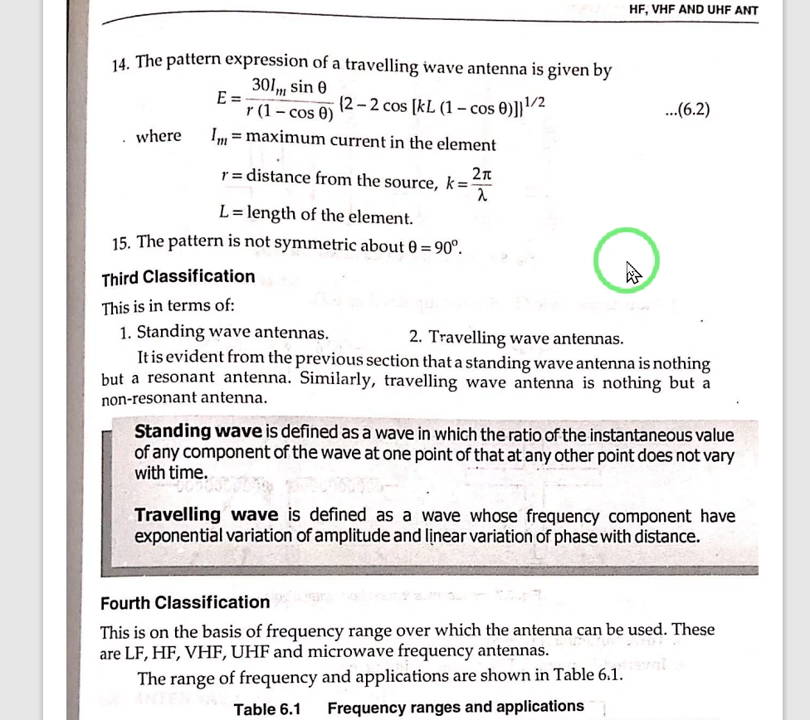 HF, VHF AND UHF ANT
14. The pattern expression of a travelling wave antenna is given by
E = 30Iₘ sin θ / r (1 – cos θ) {2 – 2 cos [kL (1 – cos θ)]}^1/2 ...(6.2)
where Iₘ = maximum current in the element
r = distance from the source, k = 2π / λ
L = length of the element.
15. The pattern is not symmetric about θ = 90°.
Third Classification
This is in terms of:
1. Standing wave antennas. 2. Travelling wave antennas.
It is evident from the previous section that a standing wave antenna is nothing
but a resonant antenna. Similarly, travelling wave antenna is nothing but a
non-resonant antenna.
Standing wave is defined as a wave in which the ratio of the instantaneous value
of any component of the wave at one point of that at any other point does not vary
with time.
Travelling wave is defined as a wave whose frequency component have
exponential variation of amplitude and linear variation of phase with distance.
Fourth Classification
This is on the basis of frequency range over which the antenna can be used. These
are LF, HF, VHF, UHF and microwave frequency antennas.
The range of frequency and applications are shown in Table 6.1.
Table 6.1 Frequency ranges and applications